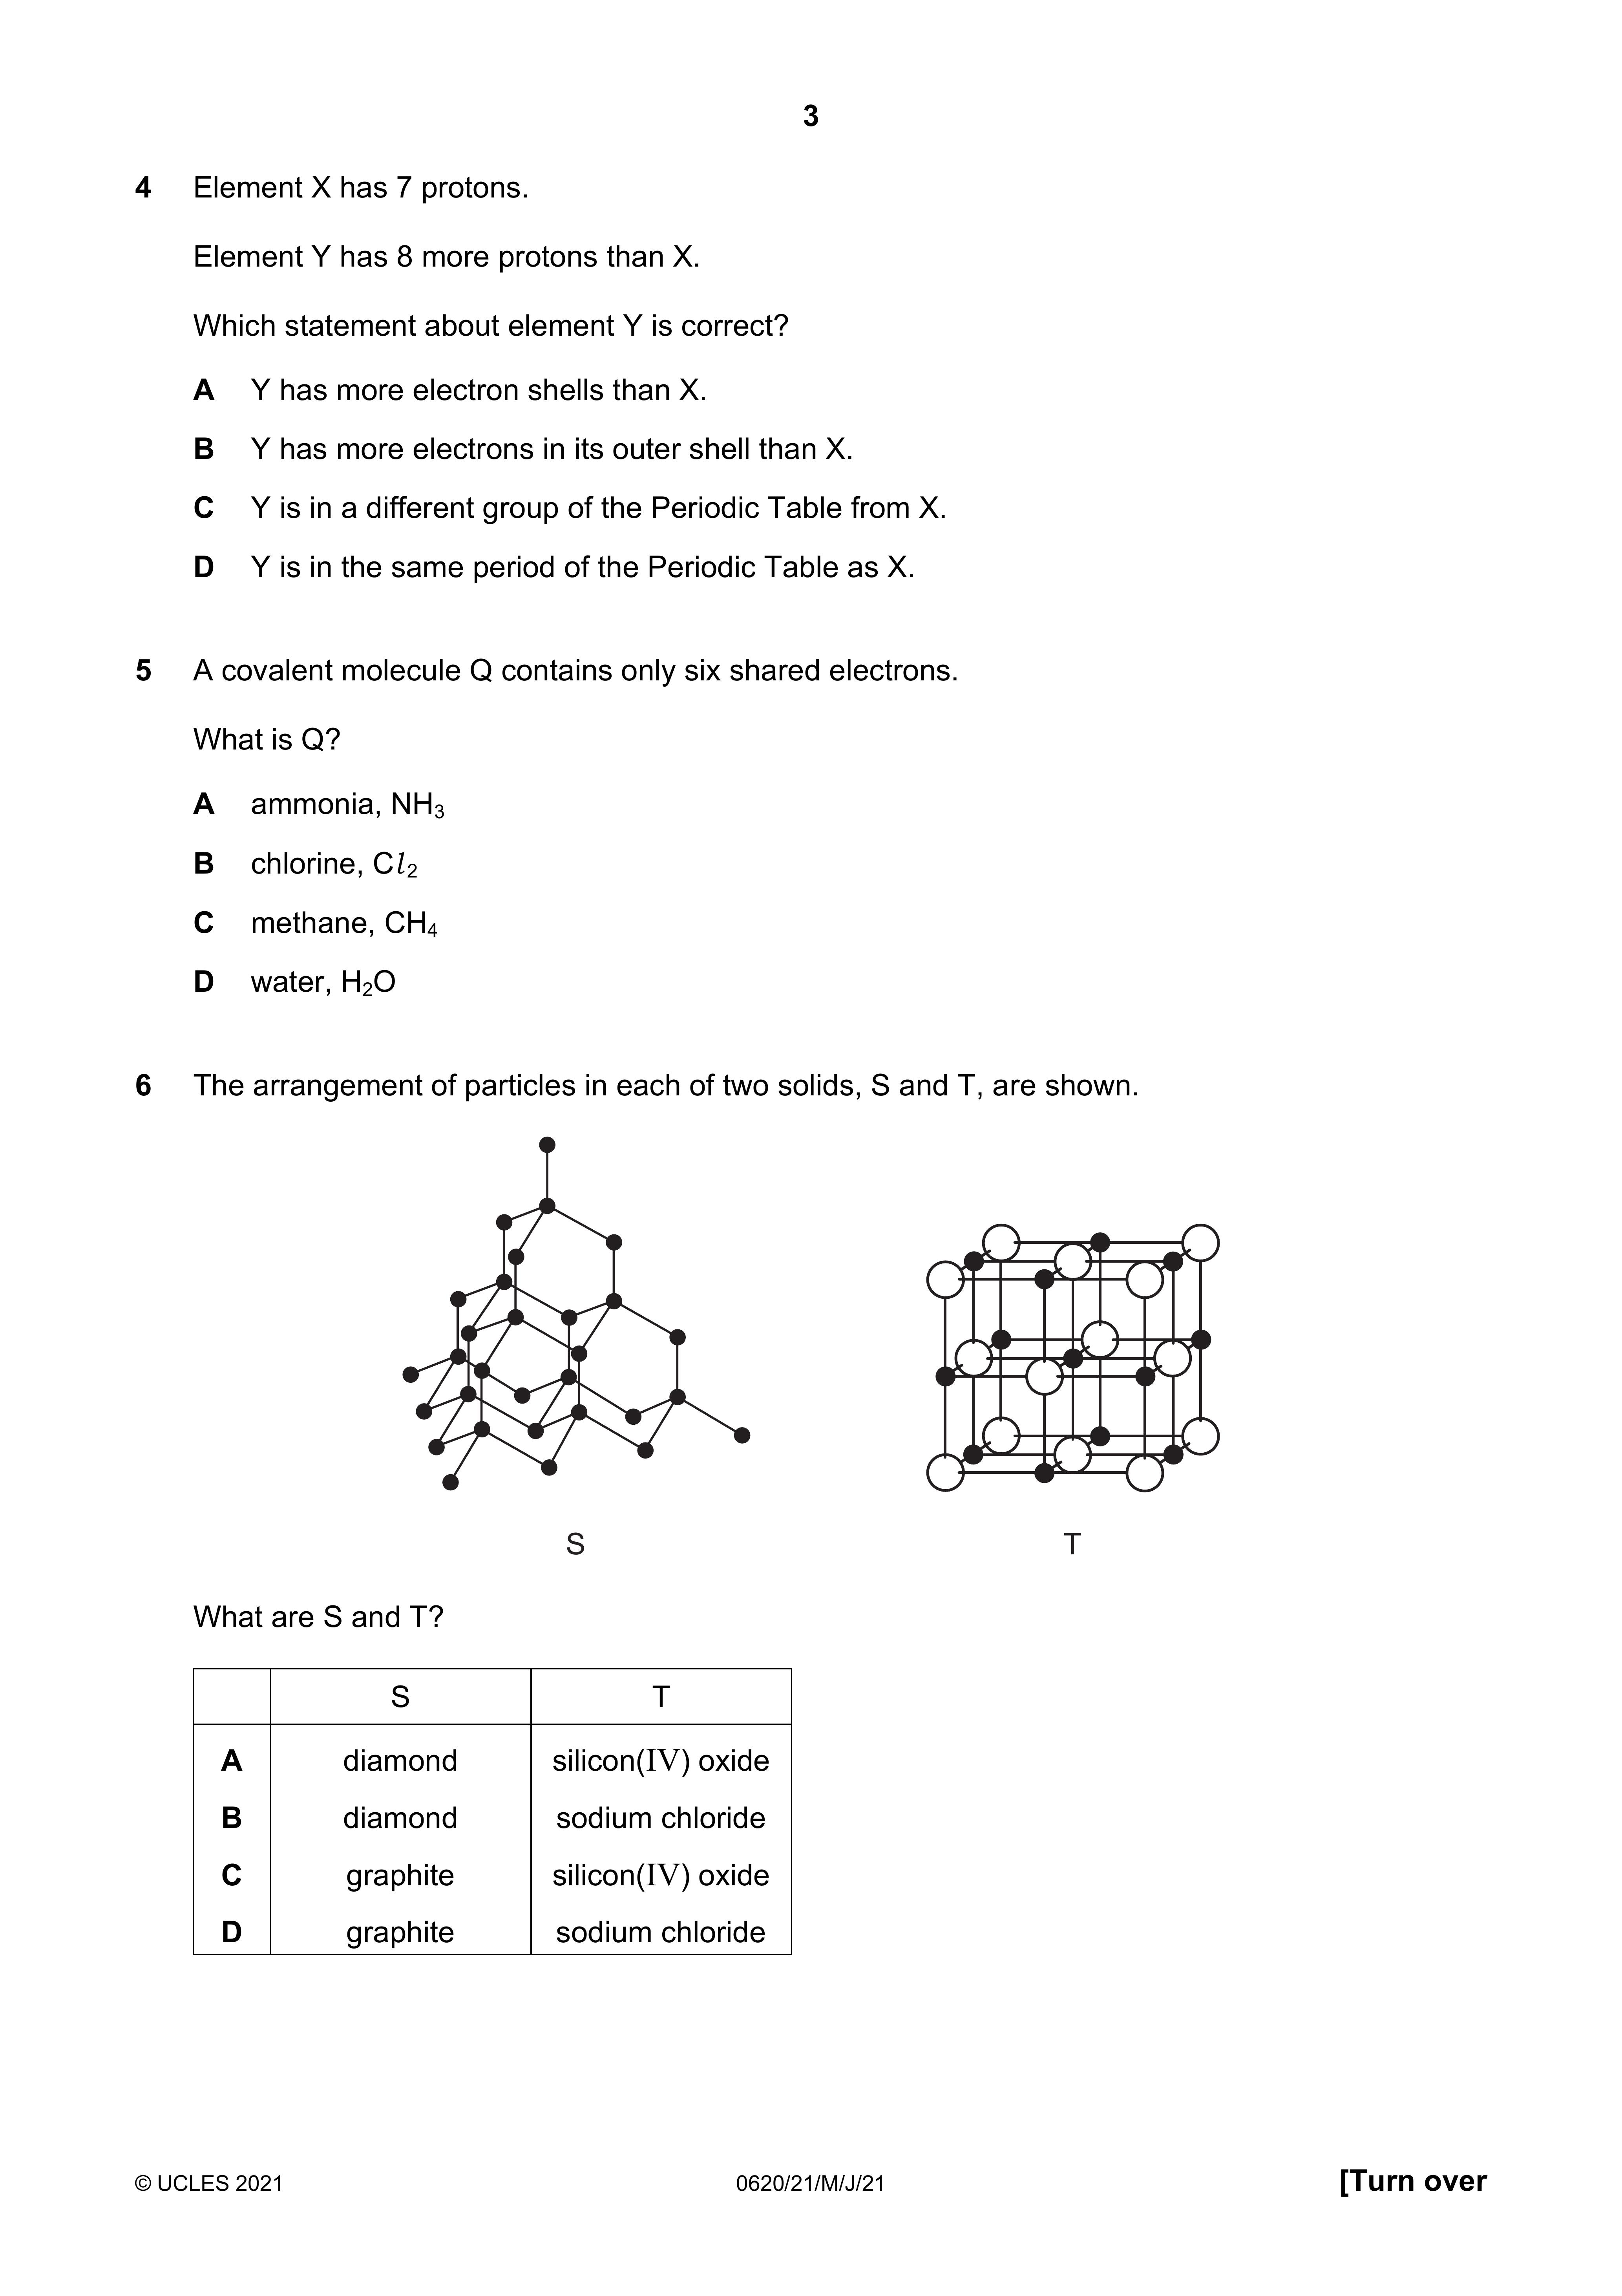 3
4 Element X has 7 protons.
Element Y has 8 more protons than X.
Which statement about element Y is correct?
A Y has more electron shells than X.
B Y has more electrons in its outer shell than X.
C Y is in a different group of the Periodic Table from X.
D Y is in the same period of the Periodic Table as X.
5 A covalent molecule Q contains only six shared electrons.
What is Q?
A ammonia, NH₃
B chlorine, Cl₂
C methane, CH₄
D water, H₂O
6 The arrangement of particles in each of two solids, S and T, are shown.
S T
What are S and T?
S T
A diamond silicon(IV) oxide
B diamond sodium chloride
C graphite silicon(IV) oxide
D graphite sodium chloride
© UCLES 2021 0620/21/M/J/21 [Turn over